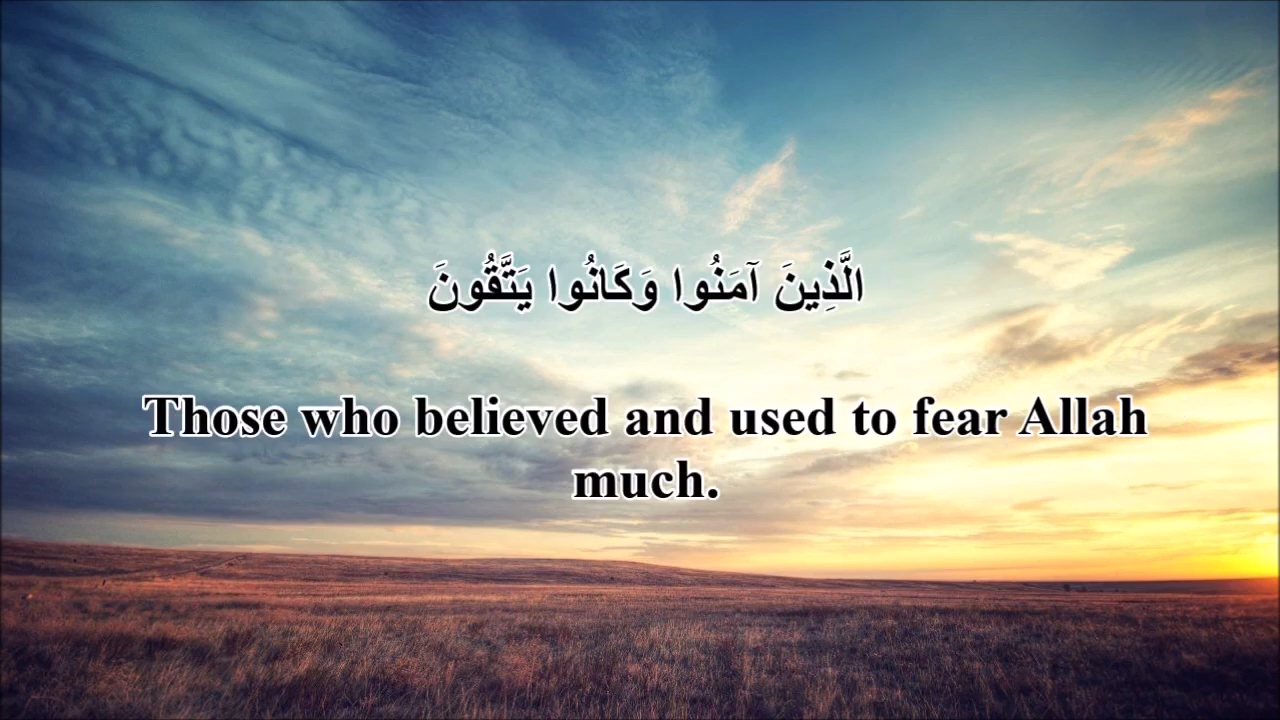 الَّذِينَ آمَنُوا وَكَانُوا يَتَّقُونَ
Those who believed and used to fear Allah
much.